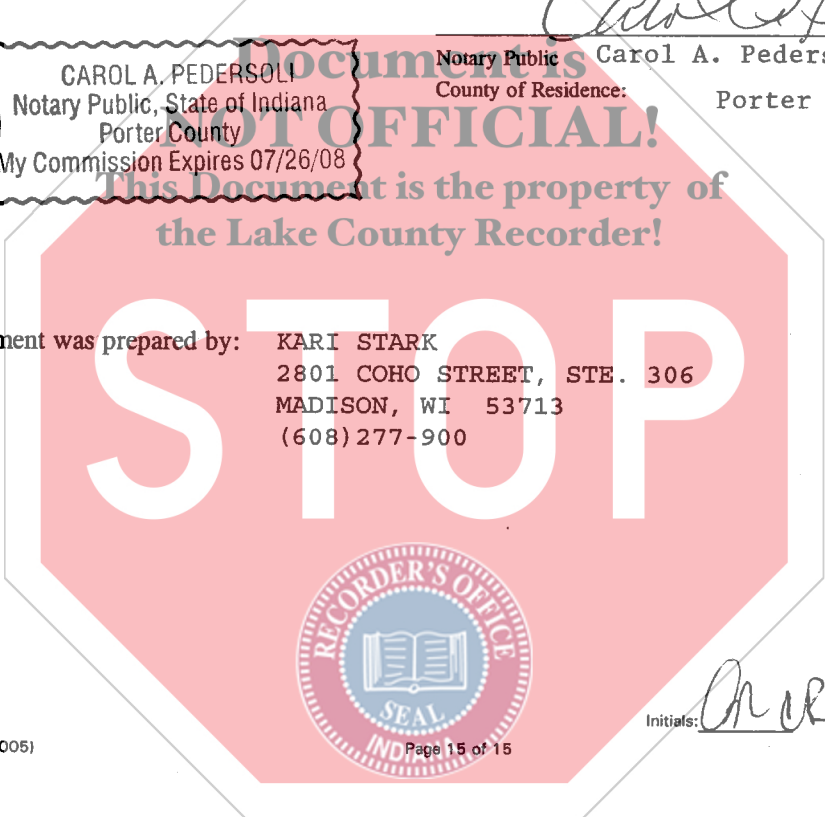 Notary Public Carol A. Peders
County of Residence: Porter
CAROL A. PEDERSOLI
Notary Public, State of Indiana
Porter County
My Commission Expires 07/26/08
Document is
NOT OFFICIAL!
This Document is the property of
the Lake County Recorder!
STOP
ment was prepared by: KARI STARK
2801 COHO STREET, STE. 306
MADISON, WI 53713
(608)277-900
RECORDER'S OFFICE
SEAL
INDIANA
Initials:
005)
Page 15 of 15